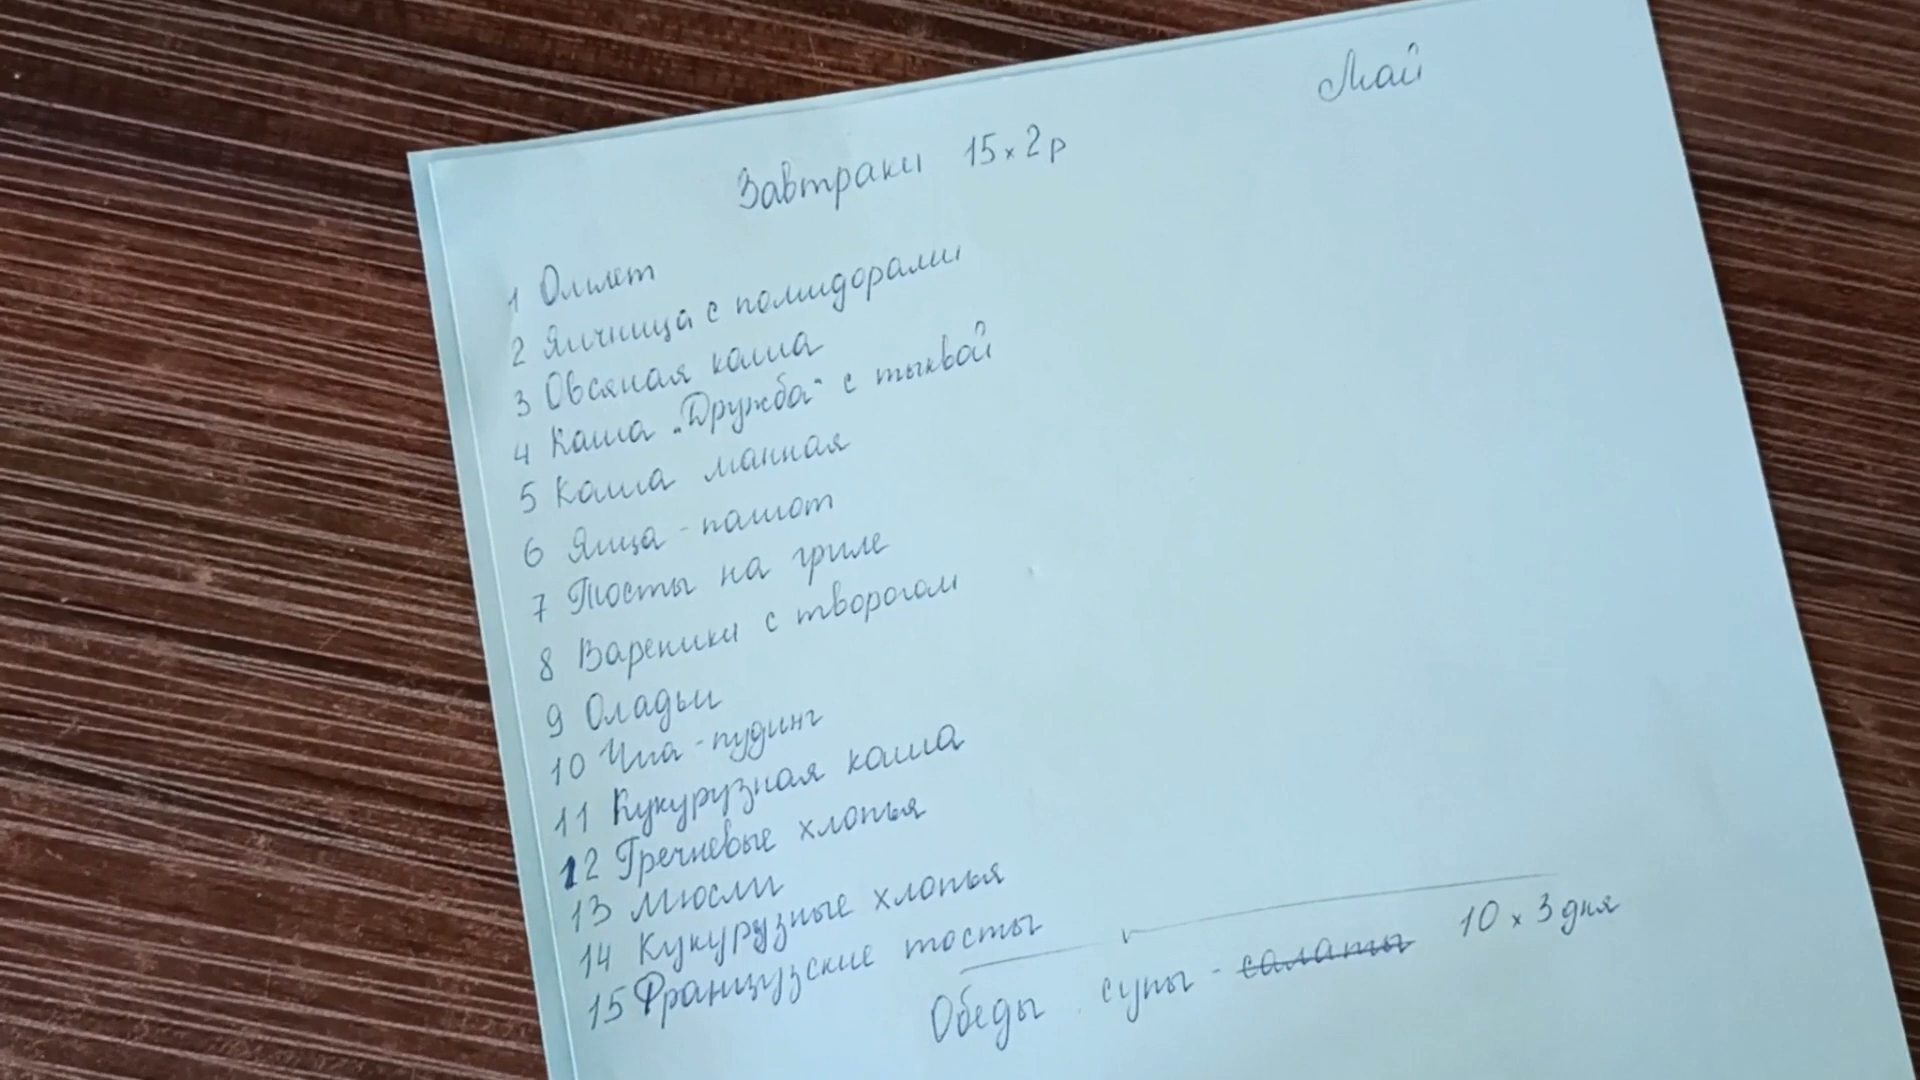 Май
Завтраки 15 х 2 р
1 Омлет
2 Яичница с помидорами
3 Овсяная каша
4 Каша „Дружба“ с тыквой
5 Каша манная
6 Яйца - пашот
7 Тосты на гриле
8 Вареники с творогом
9 Оладьи
10 Чиа - пудинг
11 Кукурузная каша
12 Гречневые хлопья
13 Мюсли
14 Кукурузные хлопья
15 Французские тосты
Обеды супы - салаты 10 х 3 дня